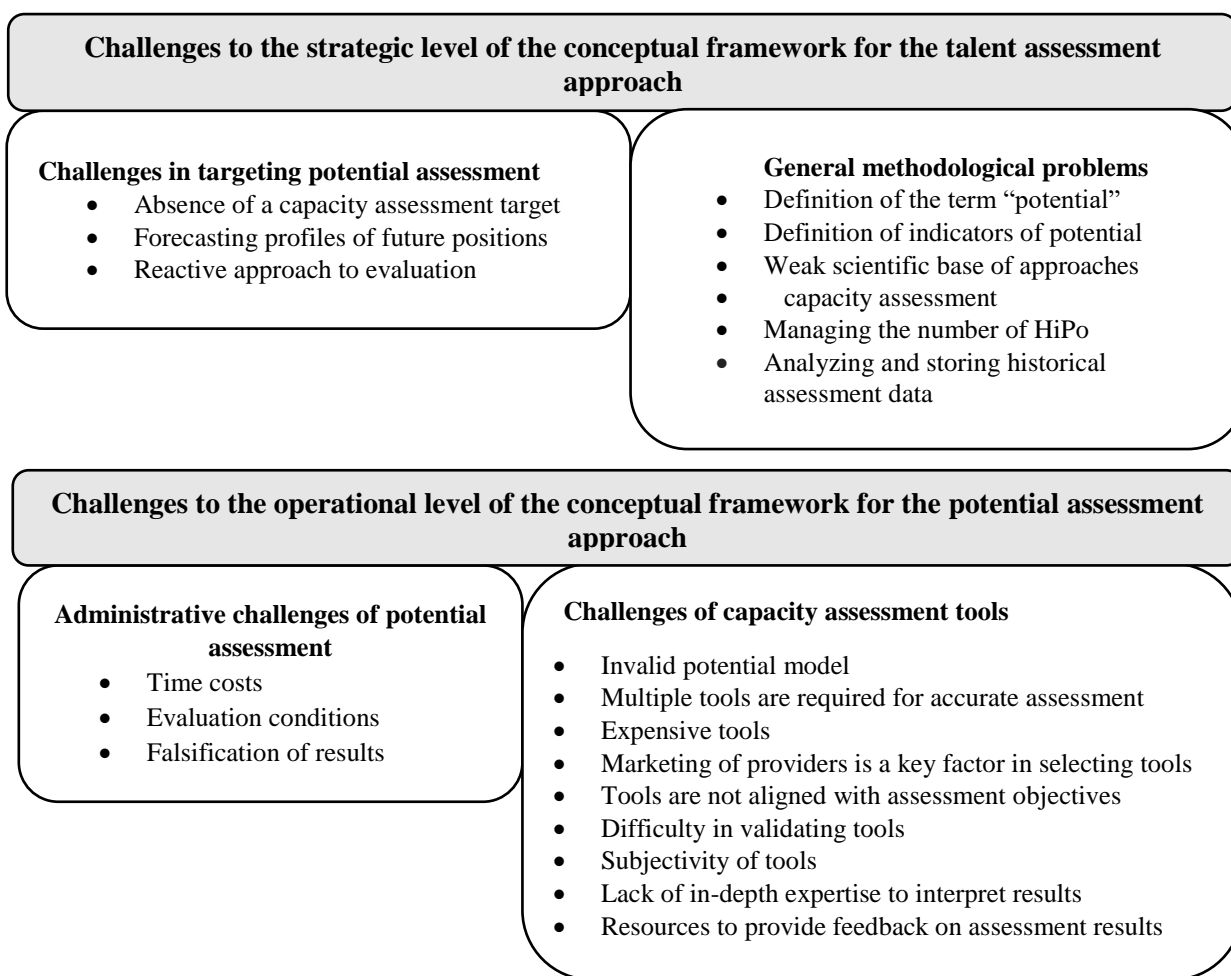 Challenges to the strategic level of the conceptual framework for the talent assessment
approach
Challenges in targeting potential assessment
• Absence of a capacity assessment target
• Forecasting profiles of future positions
• Reactive approach to evaluation
General methodological problems
• Definition of the term “potential”
• Definition of indicators of potential
• Weak scientific base of approaches
• capacity assessment
• Managing the number of HiPo
• Analyzing and storing historical
assessment data
Challenges to the operational level of the conceptual framework for the potential assessment
approach
Administrative challenges of potential
assessment
• Time costs
• Evaluation conditions
• Falsification of results
Challenges of capacity assessment tools
• Invalid potential model
• Multiple tools are required for accurate assessment
• Expensive tools
• Marketing of providers is a key factor in selecting tools
• Tools are not aligned with assessment objectives
• Difficulty in validating tools
• Subjectivity of tools
• Lack of in-depth expertise to interpret results
• Resources to provide feedback on assessment results